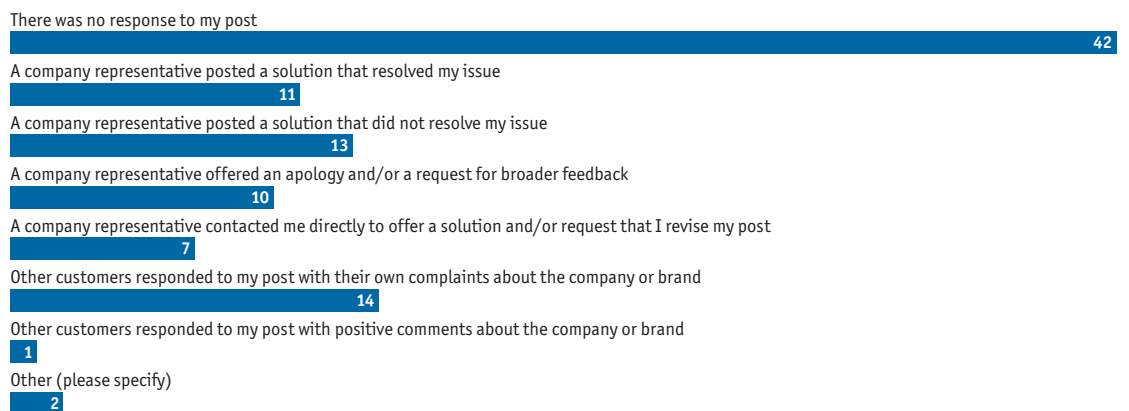 There was no response to my post
42
A company representative posted a solution that resolved my issue
11
A company representative posted a solution that did not resolve my issue
13
A company representative offered an apology and/or a request for broader feedback
10
A company representative contacted me directly to offer a solution and/or request that I revise my post
7
Other customers responded to my post with their own complaints about the company or brand
14
Other customers responded to my post with positive comments about the company or brand
1
Other (please specify)
2